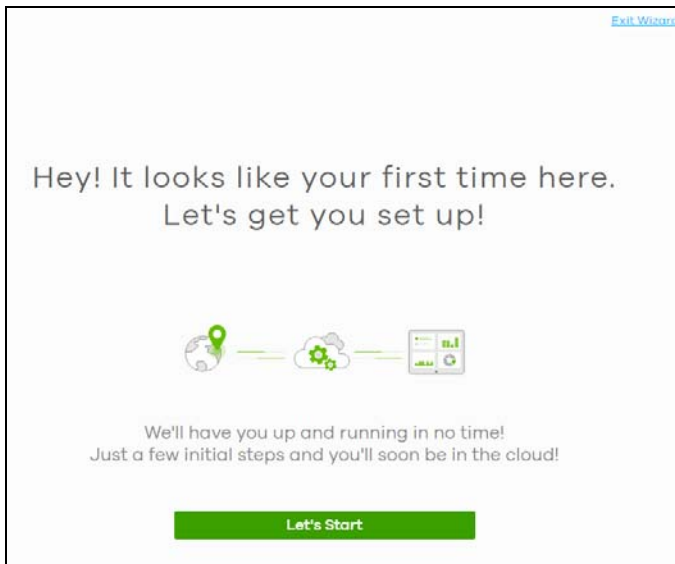 Exit Wizard
Hey! It looks like your first time here.
Let's get you set up!
We'll have you up and running in no time!
Just a few initial steps and you'll soon be in the cloud!
Let's Start